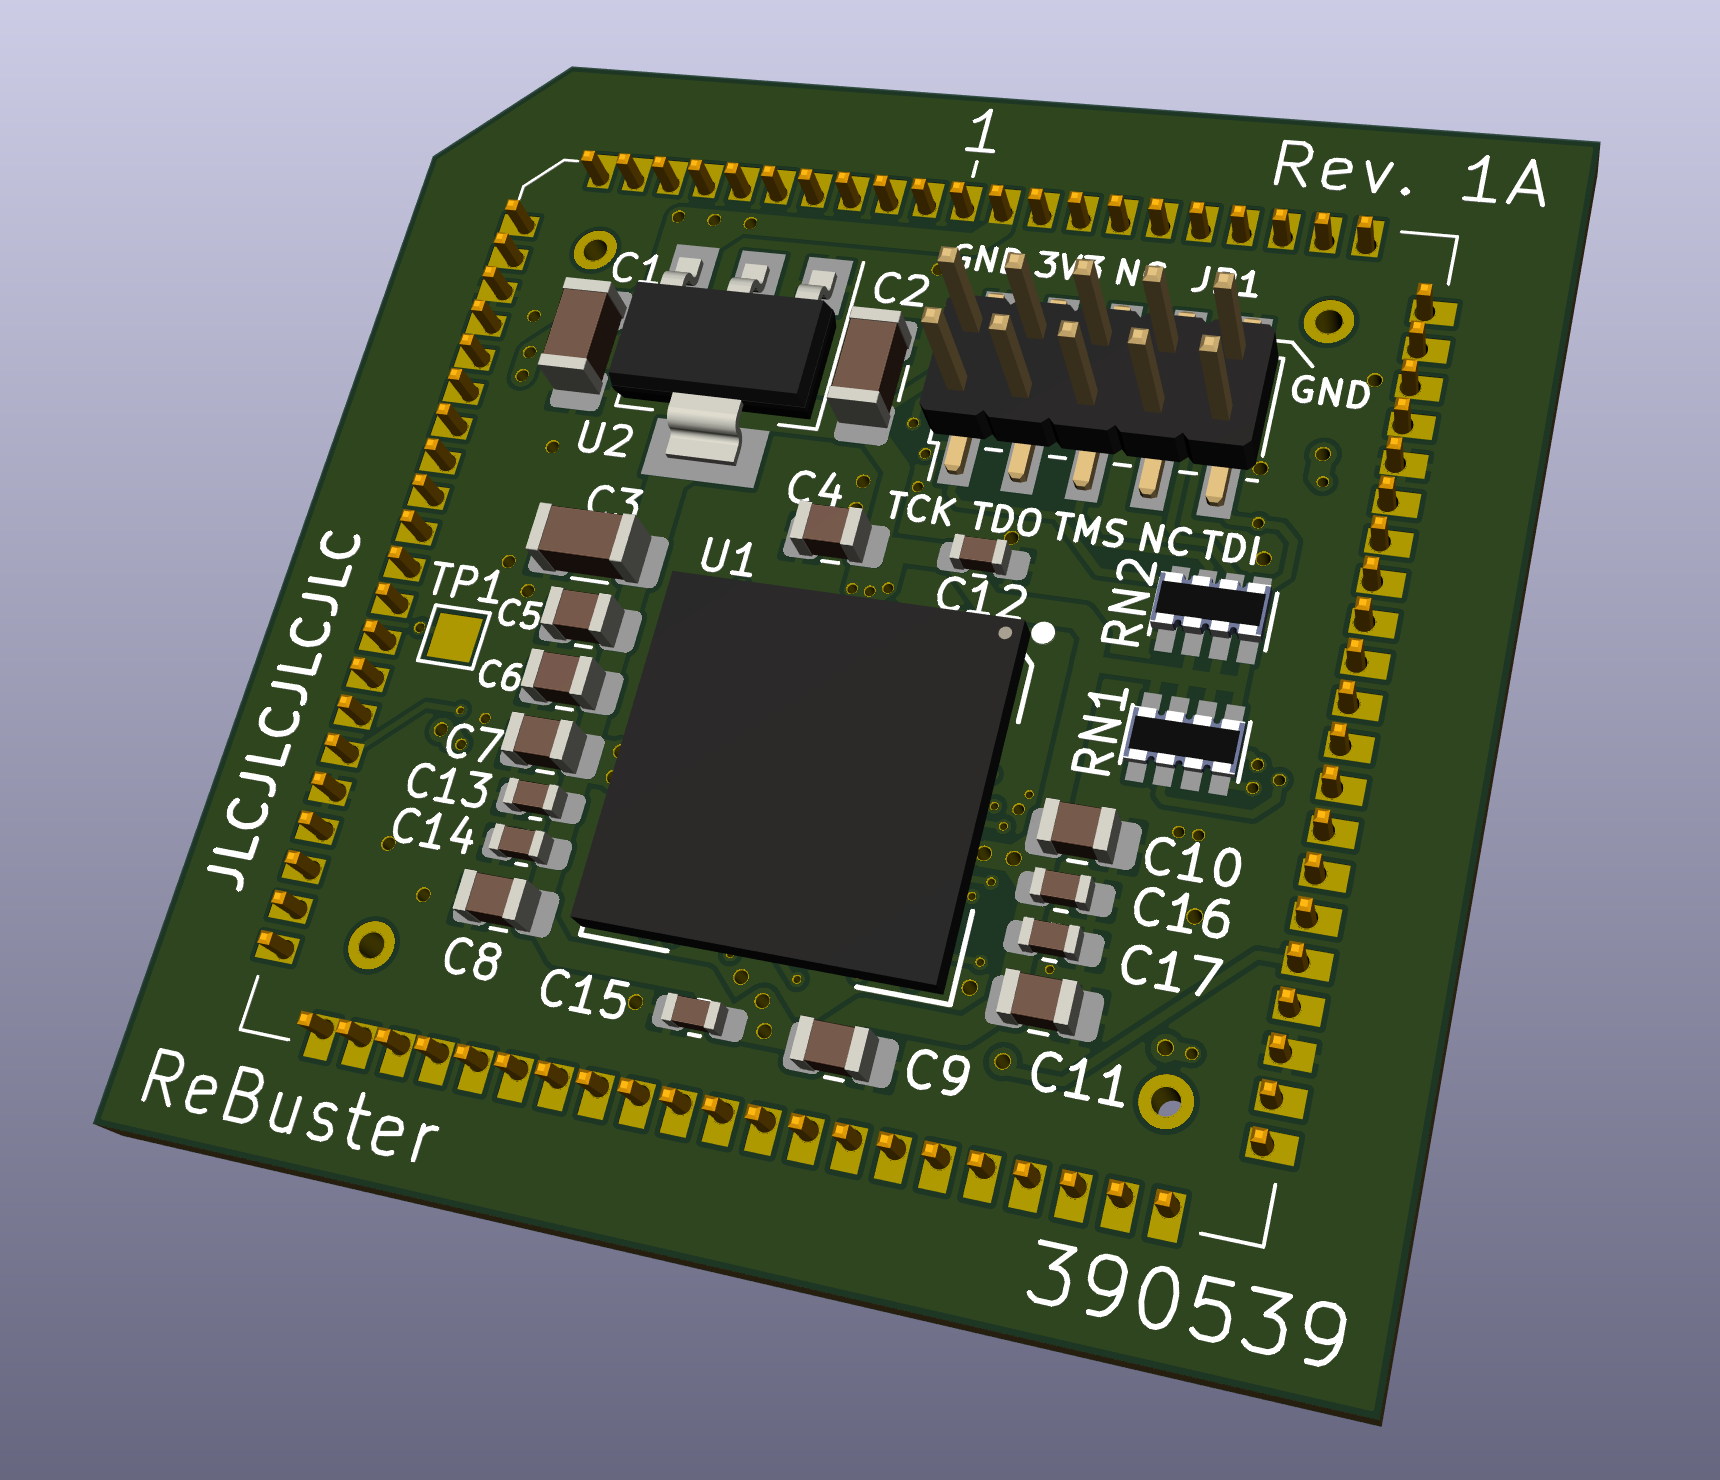 1
Rev. 1A
GND 3V3 NC JP1
C1
C2
GND
U2
C3
C4
TCK TDO TMS NC TDI
U1
TP1
C5
C12
RN2
C6
C7
RN1
C13
C14
JLCJLCJLCJLC
C10
C16
C8
C17
C15
C9
C11
ReBuster
390539